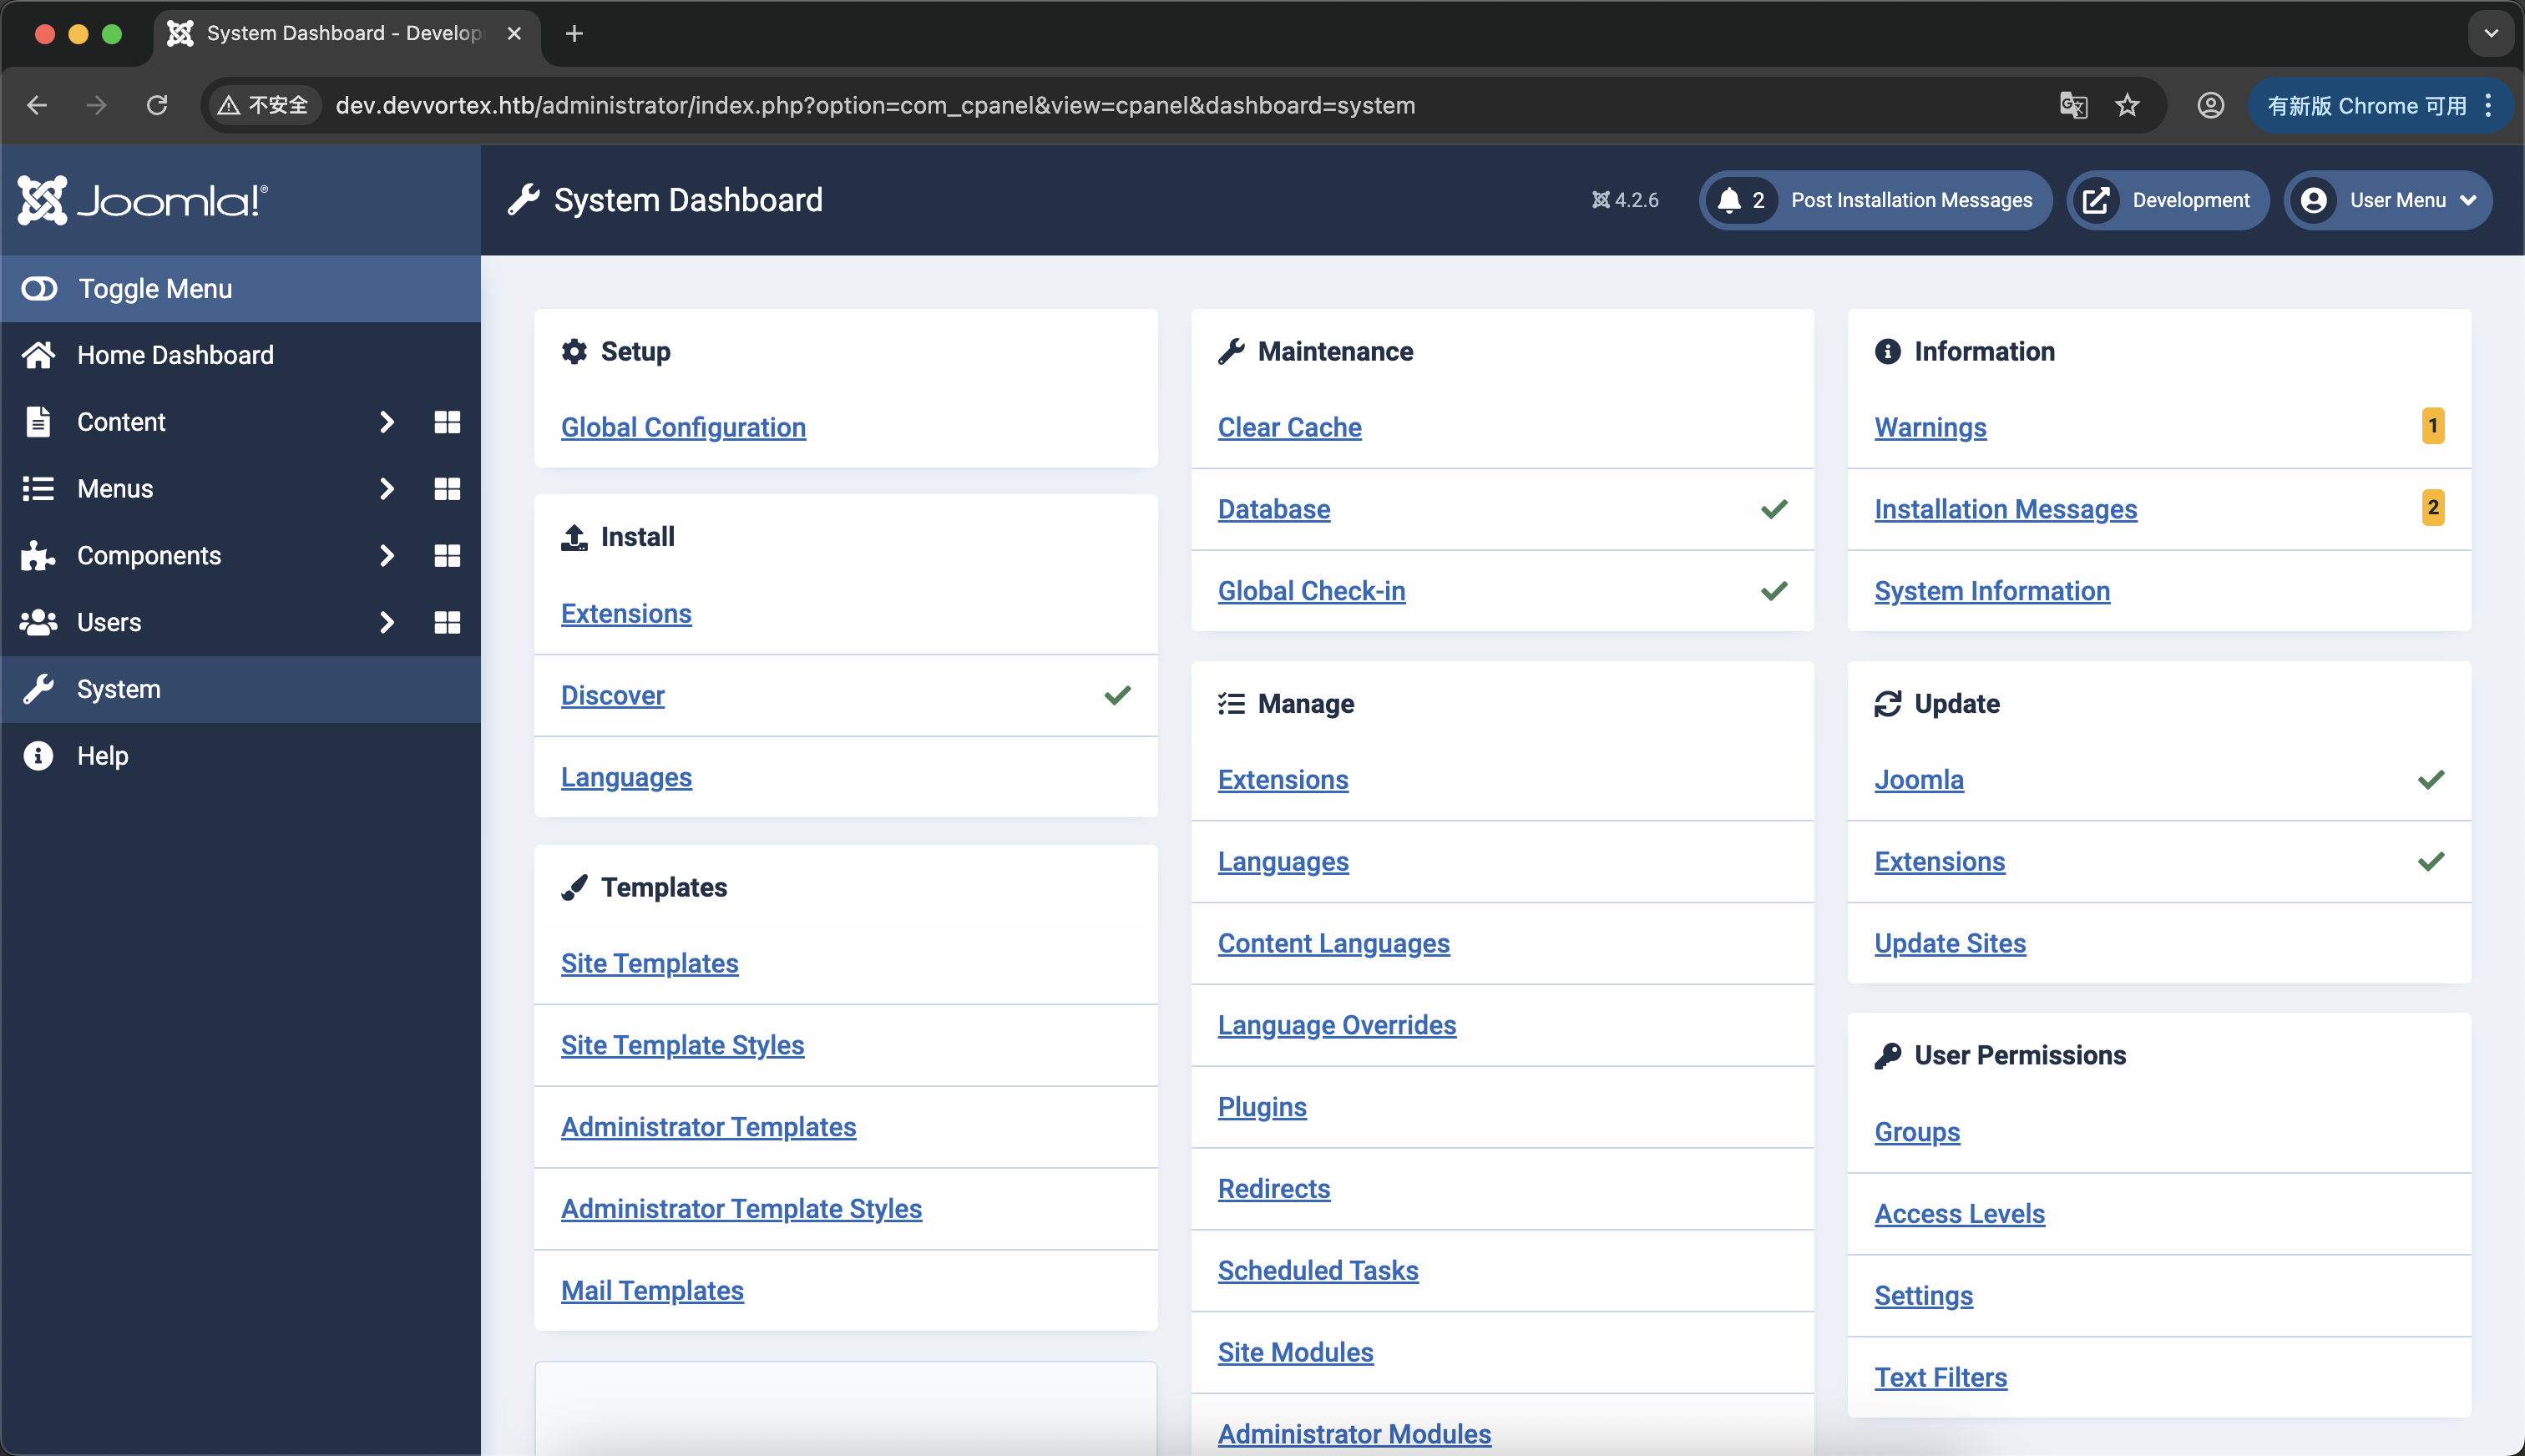 System Dashboard - Develop
不安全
dev.devvortex.htb/administrator/index.php?option=com_cpanel&view=cpanel&dashboard=system
有新版 Chrome 可用
Joomla!®
System Dashboard
4.2.6
2 Post Installation Messages
Development
User Menu
Toggle Menu
Home Dashboard
Content
Menus
Components
Users
System
Help
Setup
Global Configuration
Install
Extensions
Discover
Languages
Templates
Site Templates
Site Template Styles
Administrator Templates
Administrator Template Styles
Mail Templates
Maintenance
Clear Cache
Database
Global Check-in
Manage
Extensions
Languages
Content Languages
Language Overrides
Plugins
Redirects
Scheduled Tasks
Site Modules
Administrator Modules
Information
Warnings 1
Installation Messages 2
System Information
Update
Joomla
Extensions
Update Sites
User Permissions
Groups
Access Levels
Settings
Text Filters